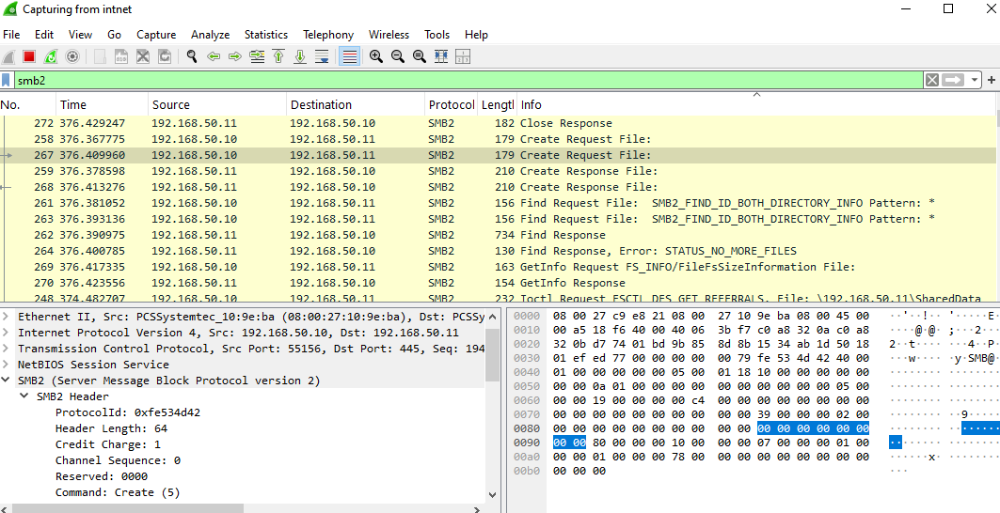 Capturing from intnet
File Edit View Go Capture Analyze Statistics Telephony Wireless Tools Help
smb2
No. Time Source Destination Protocol Lengtl Info
272 376.429247 192.168.50.11 192.168.50.10 SMB2 182 Close Response
258 376.367775 192.168.50.10 192.168.50.11 SMB2 179 Create Request File:
267 376.409960 192.168.50.10 192.168.50.11 SMB2 179 Create Request File:
259 376.378598 192.168.50.11 192.168.50.10 SMB2 210 Create Response File:
268 376.413276 192.168.50.11 192.168.50.10 SMB2 210 Create Response File:
261 376.381052 192.168.50.10 192.168.50.11 SMB2 156 Find Request File: SMB2_FIND_ID_BOTH_DIRECTORY_INFO Pattern: *
263 376.393136 192.168.50.10 192.168.50.11 SMB2 156 Find Request File: SMB2_FIND_ID_BOTH_DIRECTORY_INFO Pattern: *
262 376.390975 192.168.50.11 192.168.50.10 SMB2 734 Find Response
264 376.400785 192.168.50.11 192.168.50.10 SMB2 130 Find Response, Error: STATUS_NO_MORE_FILES
269 376.417335 192.168.50.10 192.168.50.11 SMB2 163 GetInfo Request FS_INFO/FileFsSizeInformation File:
270 376.423556 192.168.50.11 192.168.50.10 SMB2 154 GetInfo Response
248 374.482707 192.168.50.10 192.168.50.11 SMB2 232 Ioctl Request FSCTL_DFS_GET_REFERRALS, File: \192.168.50.11\SharedData
Ethernet II, Src: PCSSystemtec_10:9e:ba (08:00:27:10:9e:ba), Dst: PCSSy
Internet Protocol Version 4, Src: 192.168.50.10, Dst: 192.168.50.11
Transmission Control Protocol, Src Port: 55156, Dst Port: 445, Seq: 194
NetBIOS Session Service
SMB2 (Server Message Block Protocol version 2)
SMB2 Header
ProtocolId: 0xfe534d42
Header Length: 64
Credit Charge: 1
Channel Sequence: 0
Reserved: 0000
Command: Create (5)
0000 08 00 27 c9 e8 21 08 00 27 10 9e ba 08 00 45 00 ··'··!·· '·····E·
0010 00 a5 18 f6 40 00 40 06 3b f7 c0 a8 32 0a c0 a8 ····@·@· ;···2···
0020 32 0b d7 74 01 bd 9b 85 8d 8b 15 34 ab 1d 50 18 2··t···· ···4··P·
0030 01 ef ed 77 00 00 00 00 00 79 fe 53 4d 42 40 00 ···w···· ·y·SMB@·
0040 01 00 00 00 00 00 05 00 01 18 10 00 00 00 00 00 ········ ········
0050 00 00 0a 01 00 00 00 00 00 00 00 00 00 00 05 00 ········ ········
0060 00 00 19 00 00 00 00 c4 00 00 00 00 00 00 00 00 ········ ········
0070 00 00 00 00 00 00 00 00 00 00 39 00 00 00 02 00 ········ ··9·····
0080 00 00 00 00 00 00 00 00 00 00 00 00 00 00 00 00 ········ ········
0090 00 00 80 00 00 00 10 00 00 00 07 00 00 00 01 00 ········ ········
00a0 00 00 01 00 00 00 78 00 00 00 00 00 00 00 00 00 ······x· ········
00b0 00 00 00 ···